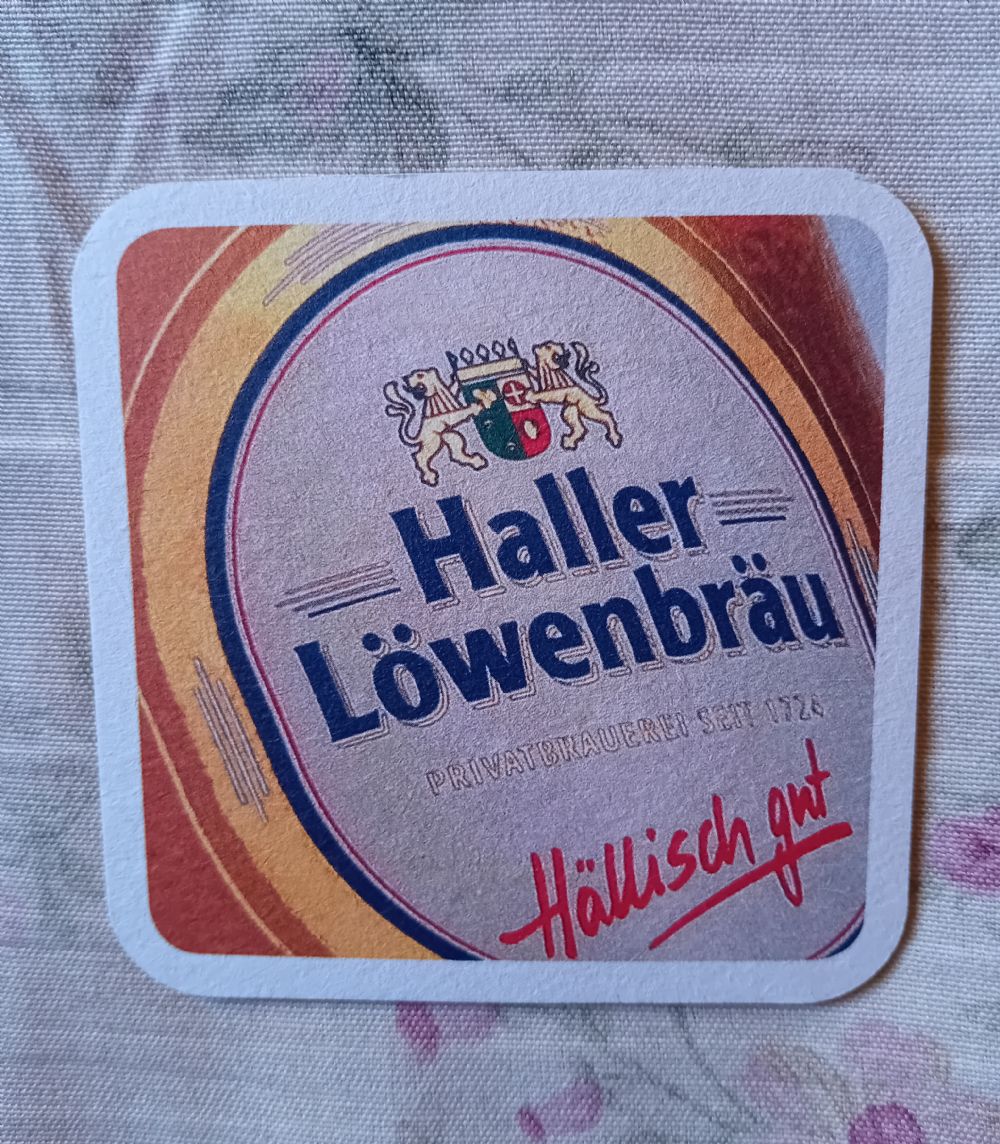 Haller
Löwenbräu
PRIVATBRAUEREI SEIT 1724
Hällisch gut